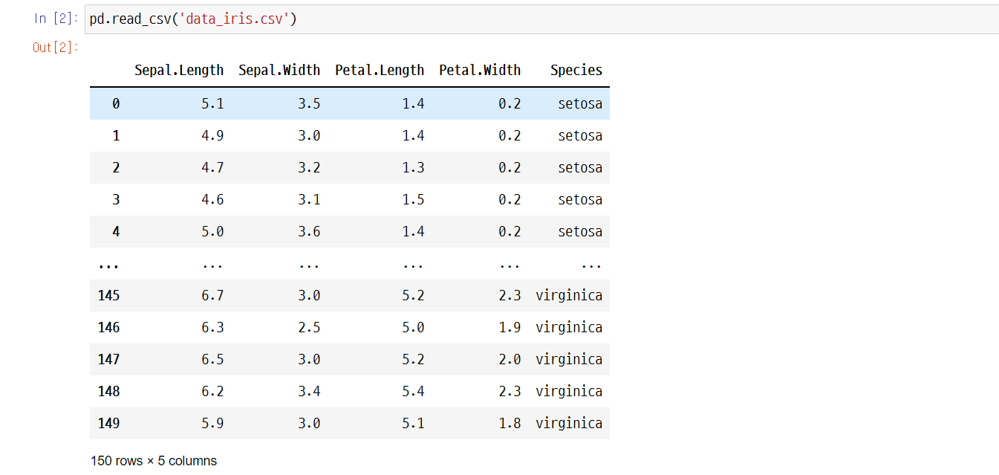 In [2]: pd.read_csv('data_iris.csv')
Out[2]:
Sepal.Length Sepal.Width Petal.Length Petal.Width Species
0 5.1 3.5 1.4 0.2 setosa
1 4.9 3.0 1.4 0.2 setosa
2 4.7 3.2 1.3 0.2 setosa
3 4.6 3.1 1.5 0.2 setosa
4 5.0 3.6 1.4 0.2 setosa
... ... ... ... ... ...
145 6.7 3.0 5.2 2.3 virginica
146 6.3 2.5 5.0 1.9 virginica
147 6.5 3.0 5.2 2.0 virginica
148 6.2 3.4 5.4 2.3 virginica
149 5.9 3.0 5.1 1.8 virginica
150 rows × 5 columns